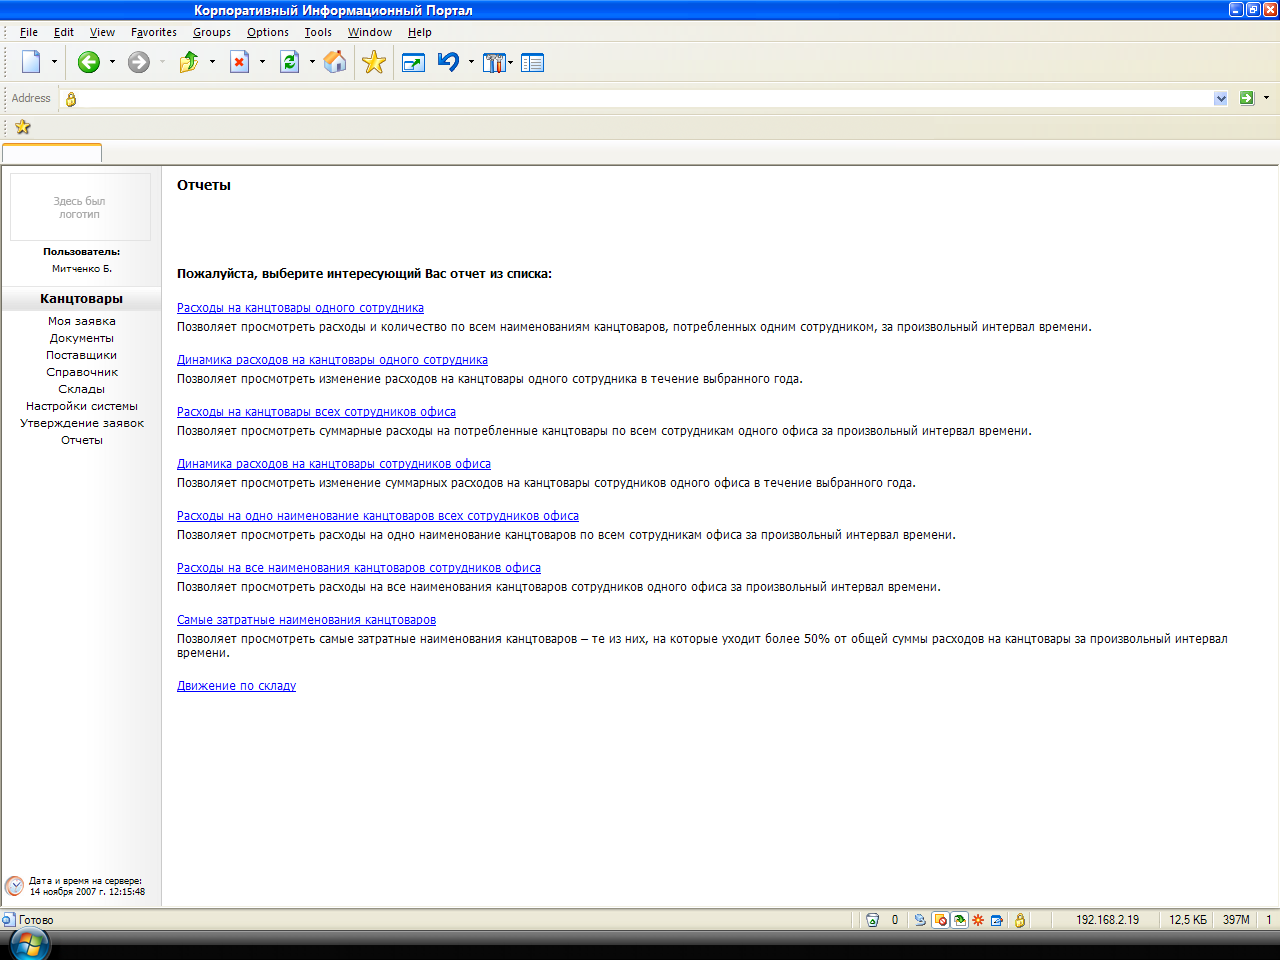 Корпоративный Информационный Портал
File Edit View Favorites Groups Options Tools Window Help
Address
Здесь был
логотип
Пользователь:
Митченко Б.
Канцтовары
Моя заявка
Документы
Поставщики
Справочник
Склады
Настройки системы
Утверждение заявок
Отчеты
Дата и время на сервере:
14 ноября 2007 г. 12:15:48
Отчеты
Пожалуйста, выберите интересующий Вас отчет из списка:
Расходы на канцтовары одного сотрудника
Позволяет просмотреть расходы и количество по всем наименованиям канцтоваров, потребленных одним сотрудником, за произвольный интервал времени.
Динамика расходов на канцтовары одного сотрудника
Позволяет просмотреть изменение расходов на канцтовары одного сотрудника в течение выбранного года.
Расходы на канцтовары всех сотрудников офиса
Позволяет просмотреть суммарные расходы на потребленные канцтовары по всем сотрудникам одного офиса за произвольный интервал времени.
Динамика расходов на канцтовары сотрудников офиса
Позволяет просмотреть изменение суммарных расходов на канцтовары сотрудников одного офиса в течение выбранного года.
Расходы на одно наименование канцтоваров всех сотрудников офиса
Позволяет просмотреть расходы на одно наименование канцтоваров по всем сотрудникам офиса за произвольный интервал времени.
Расходы на все наименования канцтоваров сотрудников офиса
Позволяет просмотреть расходы на все наименования канцтоваров сотрудников одного офиса за произвольный интервал времени.
Самые затратные наименования канцтоваров
Позволяет просмотреть самые затратные наименования канцтоваров – те из них, на которые уходит более 50% от общей суммы расходов на канцтовары за произвольный интервал
времени.
Движение по складу
Готово 0 192.168.2.19 12,5 КБ 397M 1